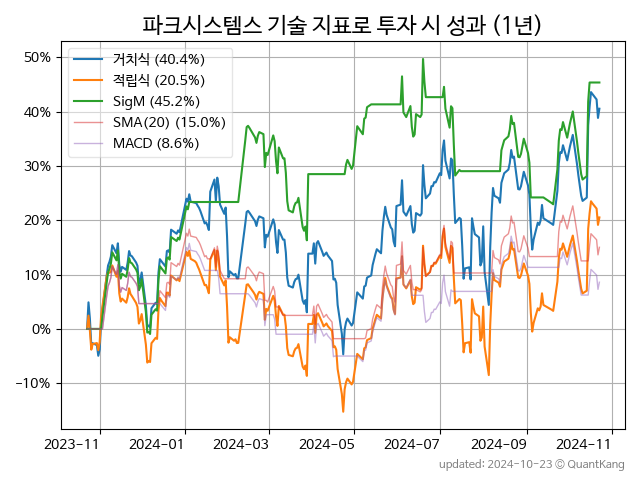 파크시스템스 기술 지표로 투자 시 성과 (1년)
거치식 (40.4%)
적립식 (20.5%)
SigM (45.2%)
SMA(20) (15.0%)
MACD (8.6%)
50%
40%
30%
20%
10%
0%
−10%
2023-11 2024-01 2024-03 2024-05 2024-07 2024-09 2024-11
updated: 2024-10-23 © QuantKang